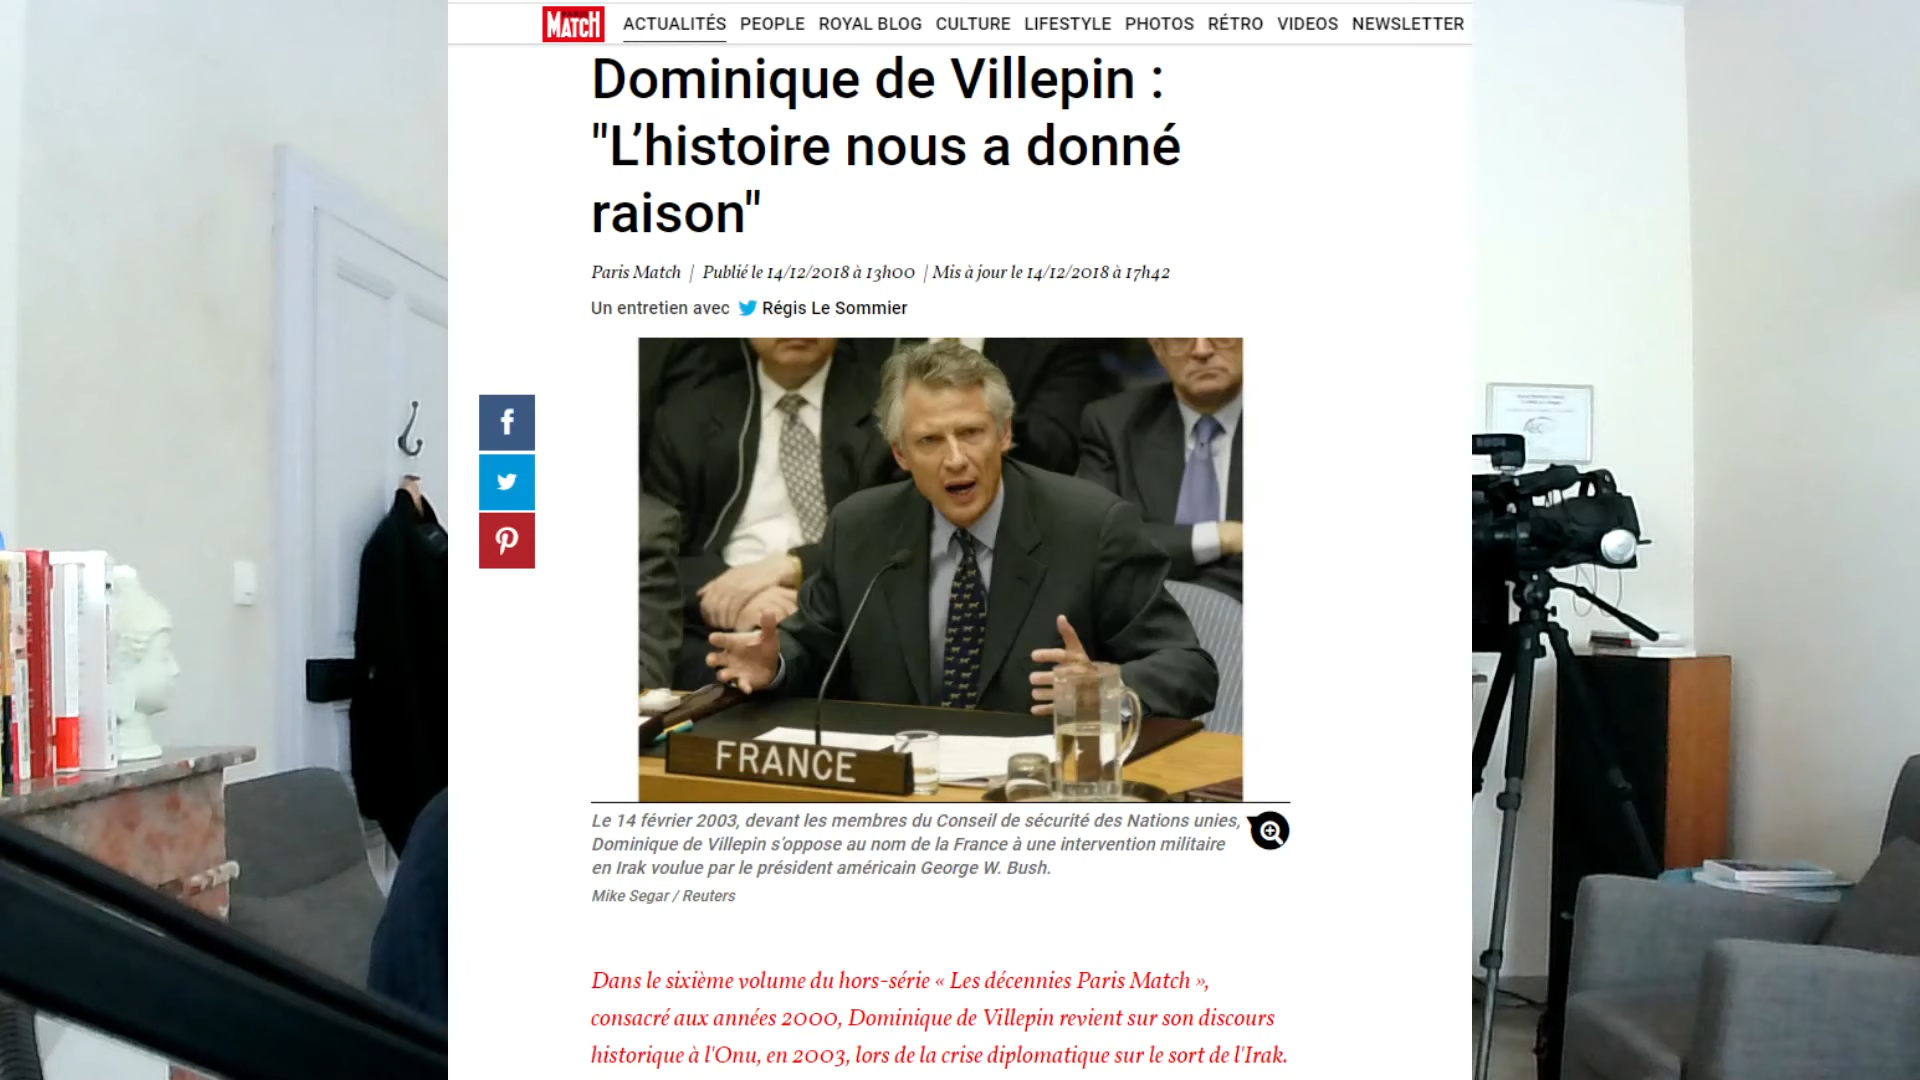 MATCH
ACTUALITÉS PEOPLE ROYAL BLOG CULTURE LIFESTYLE PHOTOS RÉTRO VIDEOS NEWSLETTER
Dominique de Villepin :
"L’histoire nous a donné
raison"
Paris Match | Publié le 14/12/2018 à 13h00 | Mis à jour le 14/12/2018 à 17h42
Un entretien avec Régis Le Sommier
FRANCE
Le 14 février 2003, devant les membres du Conseil de sécurité des Nations unies,
Dominique de Villepin s'oppose au nom de la France à une intervention militaire
en Irak voulue par le président américain George W. Bush.
Mike Segar / Reuters
Dans le sixième volume du hors-série « Les décennies Paris Match »,
consacré aux années 2000, Dominique de Villepin revient sur son discours
historique à l'Onu, en 2003, lors de la crise diplomatique sur le sort de l'Irak.